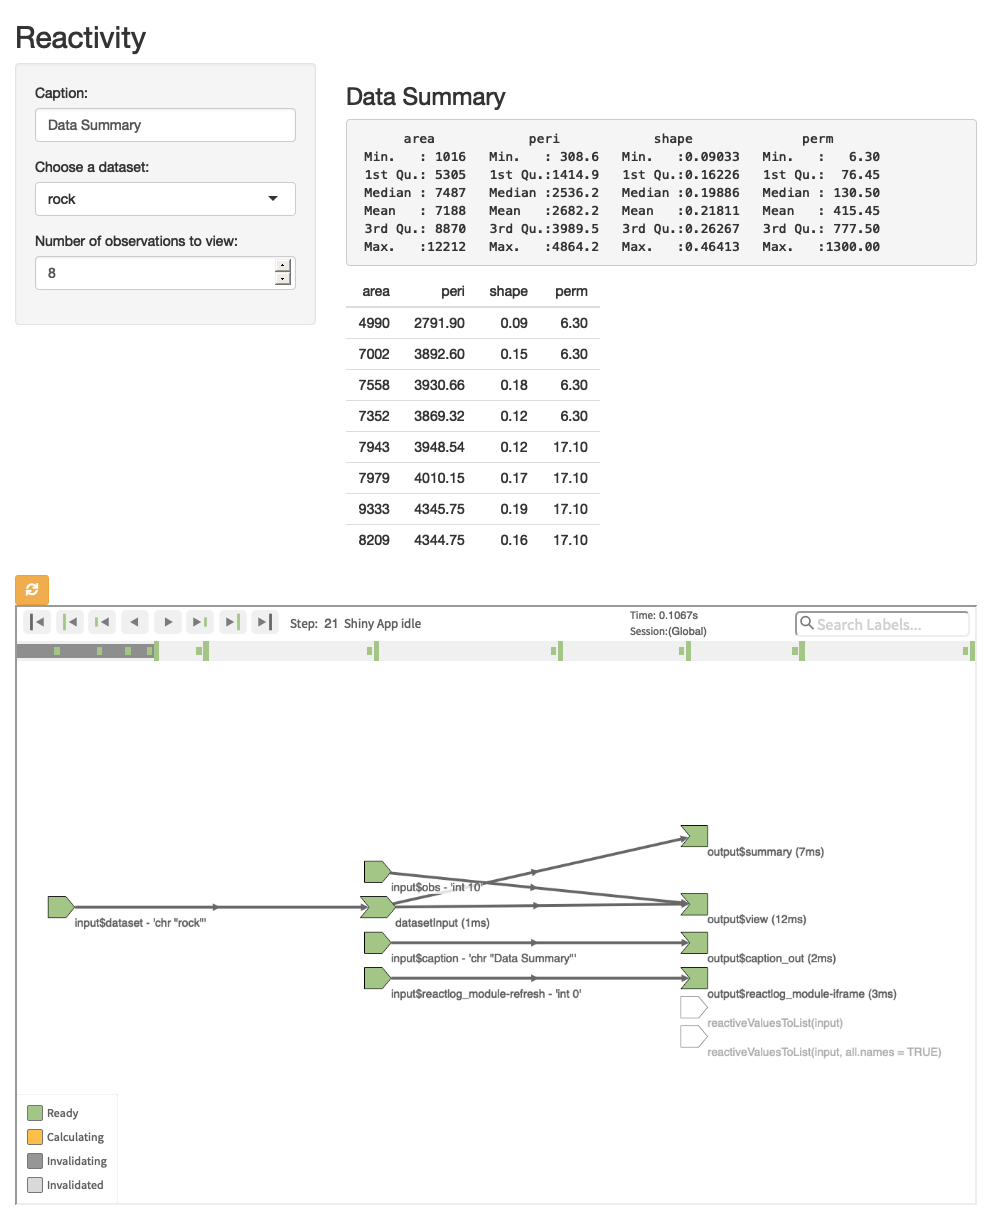 Reactivity
Caption:
Data Summary
Choose a dataset:
rock
Number of observations to view:
8
Data Summary
area peri shape perm
Min. : 1016 Min. : 308.6 Min. :0.09033 Min. : 6.30
1st Qu.: 5305 1st Qu.:1414.9 1st Qu.:0.16226 1st Qu.: 76.45
Median : 7487 Median :2536.2 Median :0.19886 Median : 130.50
Mean : 7188 Mean :2682.2 Mean :0.21811 Mean : 415.45
3rd Qu.: 8870 3rd Qu.:3989.5 3rd Qu.:0.26267 3rd Qu.: 777.50
Max. :12212 Max. :4864.2 Max. :0.46413 Max. :1300.00
area peri shape perm
4990 2791.90 0.09 6.30
7002 3892.60 0.15 6.30
7558 3930.66 0.18 6.30
7352 3869.32 0.12 6.30
7943 3948.54 0.12 17.10
7979 4010.15 0.17 17.10
9333 4345.75 0.19 17.10
8209 4344.75 0.16 17.10
Step: 21 Shiny App idle
Time: 0.1067s
Session:(Global)
Search Labels...
output$summary (7ms)
input$obs - 'int 10'
input$dataset - 'chr "rock"'
datasetInput (1ms)
output$view (12ms)
input$caption - 'chr "Data Summary"'
output$caption_out (2ms)
input$reactlog_module-refresh - 'int 0'
output$reactlog_module-iframe (3ms)
reactiveValuesToList(input)
reactiveValuesToList(input, all.names = TRUE)
Ready
Calculating
Invalidating
Invalidated